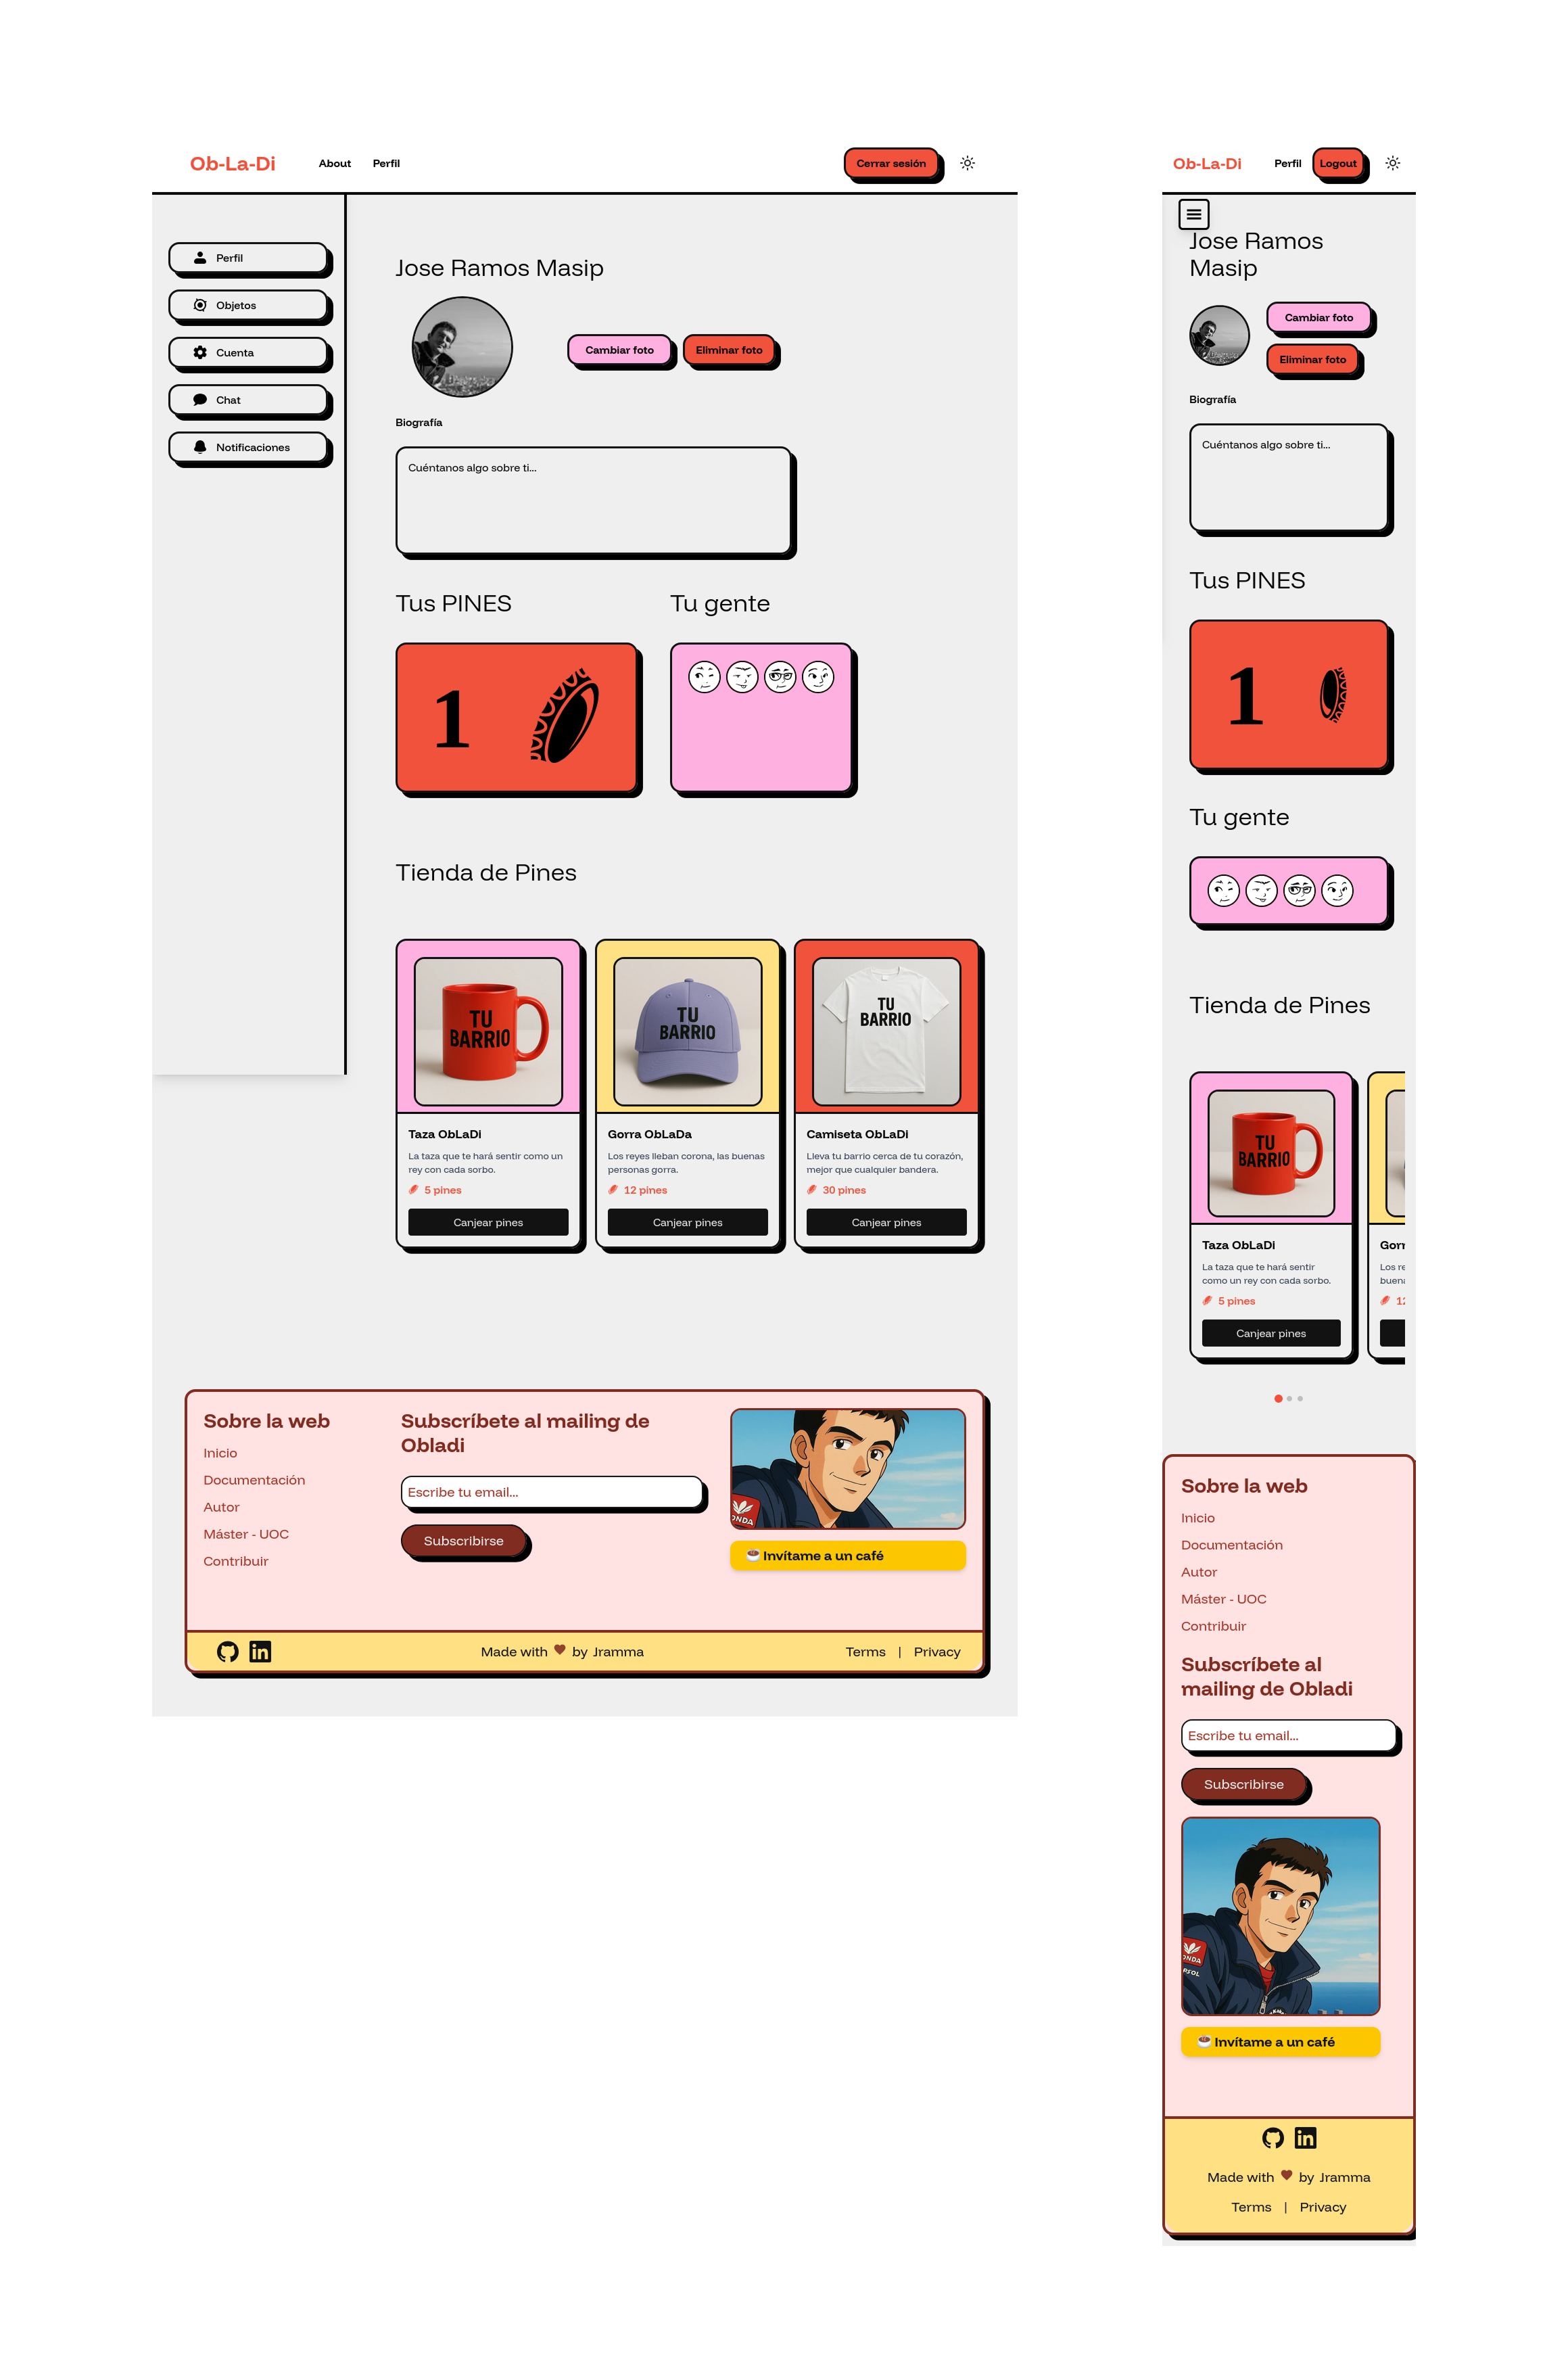 Ob-La-Di
About
Perfil
Cerrar sesión
Perfil
Objetos
Cuenta
Chat
Notificaciones
Jose Ramos Masip
Cambiar foto
Eliminar foto
Biografía
Cuéntanos algo sobre ti...
Tus PINES
Tu gente
1
Tienda de Pines
TU
BARRIO
Taza ObLaDi
La taza que te hará sentir como un
rey con cada sorbo.
5 pines
Canjear pines
TU
BARRIO
Gorra ObLaDa
Los reyes lleban corona, las buenas
personas gorra.
12 pines
Canjear pines
TU
BARRIO
Camiseta ObLaDi
Lleva tu barrio cerca de tu corazón,
mejor que cualquier bandera.
30 pines
Canjear pines
Sobre la web
Inicio
Documentación
Autor
Máster - UOC
Contribuir
Subscríbete al mailing de
Obladi
Escribe tu email...
Subscribirse
ONDA
Invítame a un café
Made with by Jramma
Terms | Privacy
Ob-La-Di
Perfil
Logout
Jose Ramos
Masip
Cambiar foto
Eliminar foto
Biografía
Cuéntanos algo sobre ti...
Tus PINES
1
Tu gente
Tienda de Pines
TU
BARRIO
Taza ObLaDi
La taza que te hará sentir
como un rey con cada sorbo.
5 pines
Canjear pines
Gorr
Los re
buena
12
Sobre la web
Inicio
Documentación
Autor
Máster - UOC
Contribuir
Subscríbete al
mailing de Obladi
Escribe tu email...
Subscribirse
ONDA
PSOL
Invítame a un café
Made with by Jramma
Terms | Privacy